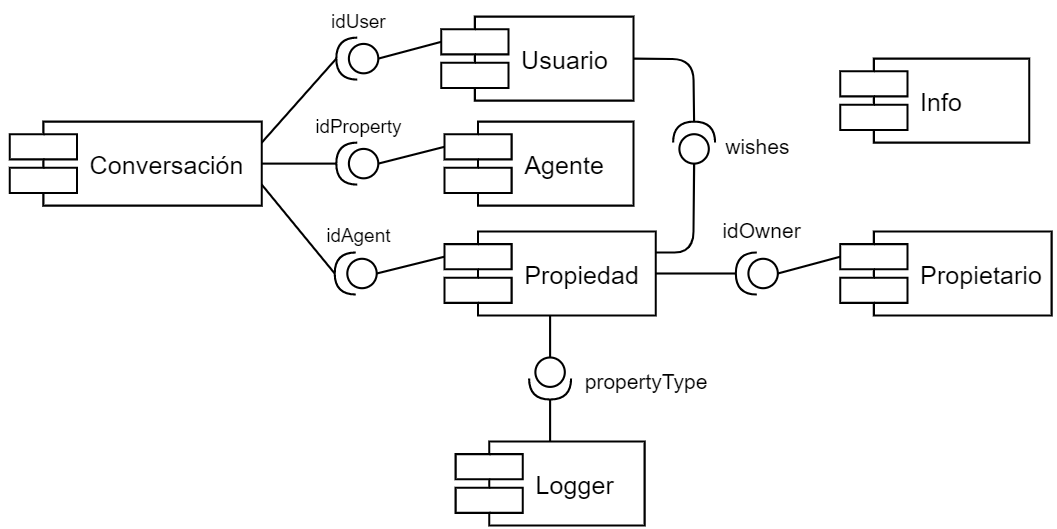 idUser
Usuario
Info
idProperty
wishes
Conversación
Agente
idAgent
idOwner
Propiedad
Propietario
propertyType
Logger